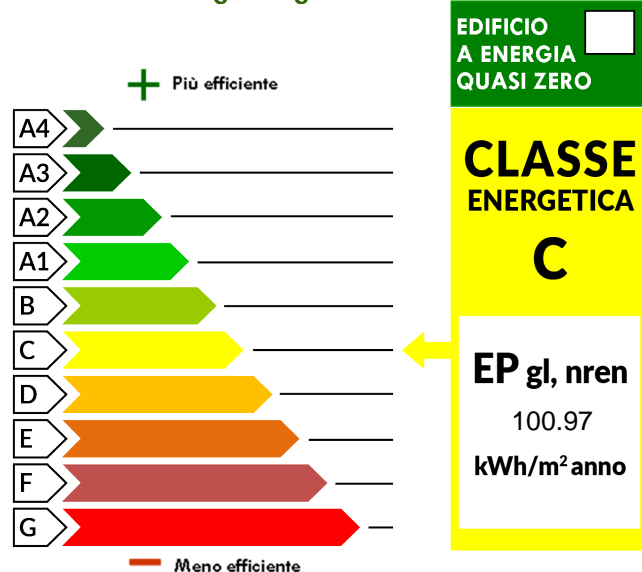 Più efficiente
A4
A3
A2
A1
B
C
D
E
F
G
Meno efficiente
EDIFICIO
A ENERGIA
QUASI ZERO
CLASSE
ENERGETICA
C
EP gl, nren
100.97
kWh/m² anno